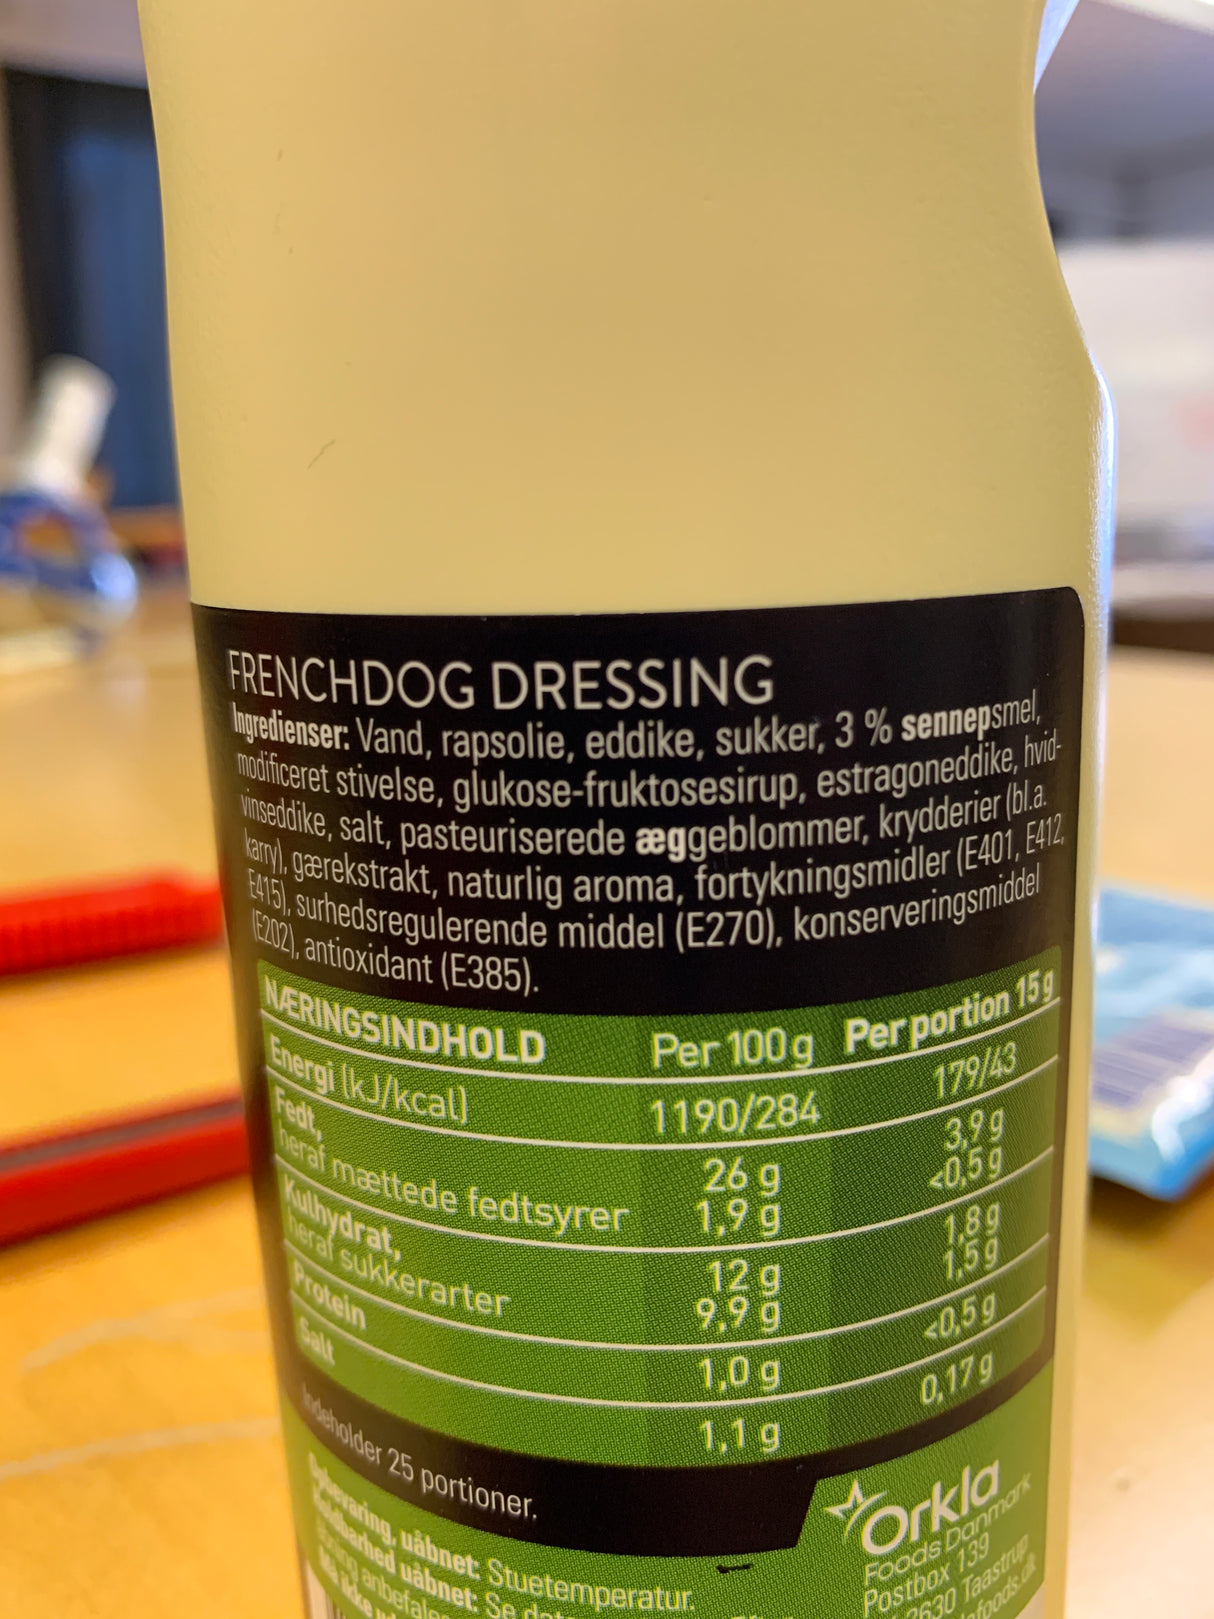 FRENCHDOG DRESSING
Ingredienser: Vand, rapsolie, eddike, sukker, 3 % sennepsmel,
modificeret stivelse, glukose-fruktosesirup, estragoneddike, hvid-
vinseddike, salt, pasteuriserede æggeblommer, krydderier (bl.a.
karry), gærekstrakt, naturlig aroma, fortykningsmidler (E401, E412,
E415), surhedsregulerende middel (E270), konserveringsmiddel
(E202), antioxidant (E385).
NÆRINGSINDHOLD Per 100g Per portion 15g
Energi (kJ/kcal) 1190/284 179/43
Fedt, 26 g 3,9 g
heraf mættede fedtsyrer 1,9 g <0,5 g
Kulhydrat, 12 g 1,8 g
heraf sukkerarter 9,9 g 1,5 g
Protein 1,0 g <0,5 g
Salt 1,1 g 0,17 g
Indeholder 25 portioner.
Opbevaring, uåbnet: Stuetemperatur.
Holdbarhed uåbnet: Se
Må ikke
Orkla
Foods Danmark
Postbox 139
2630 Taastrup